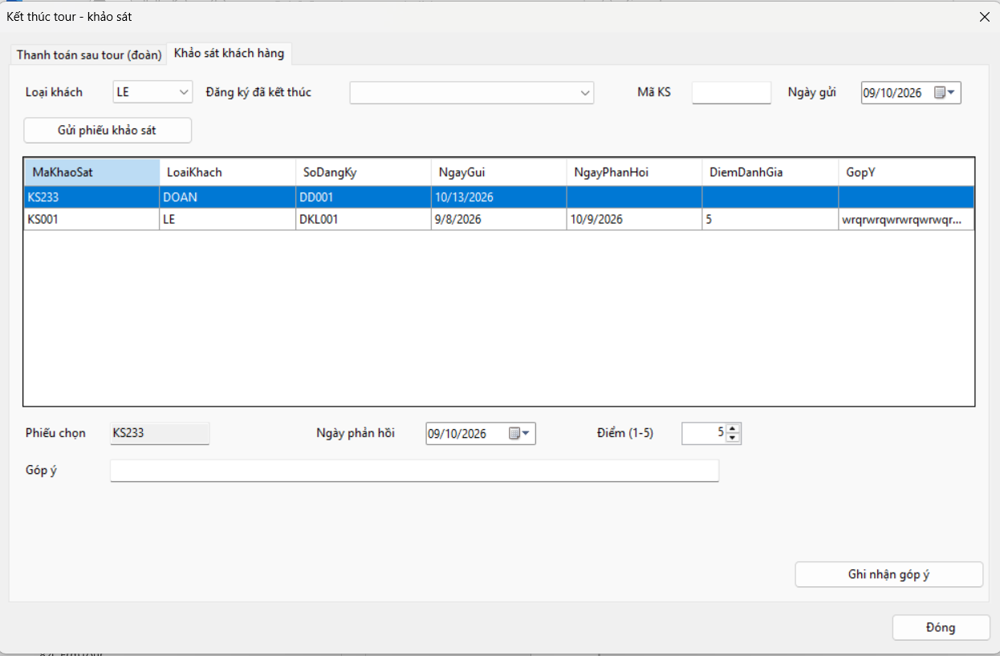 Kết thúc tour - khảo sát
Thanh toán sau tour (đoàn) Khảo sát khách hàng
Loại khách LE Đăng ký đã kết thúc Mã KS Ngày gửi 09/10/2026
Gửi phiếu khảo sát
MaKhaoSat LoaiKhach SoDangKy NgayGui NgayPhanHoi DiemDanhGia GopY
KS233 DOAN DD001 10/13/2026
KS001 LE DKL001 9/8/2026 10/9/2026 5 wrqrwrqwrwrqwrwqr...
Phiếu chọn KS233 Ngày phản hồi 09/10/2026 Điểm (1-5) 5
Góp ý
Ghi nhận góp ý
Đóng